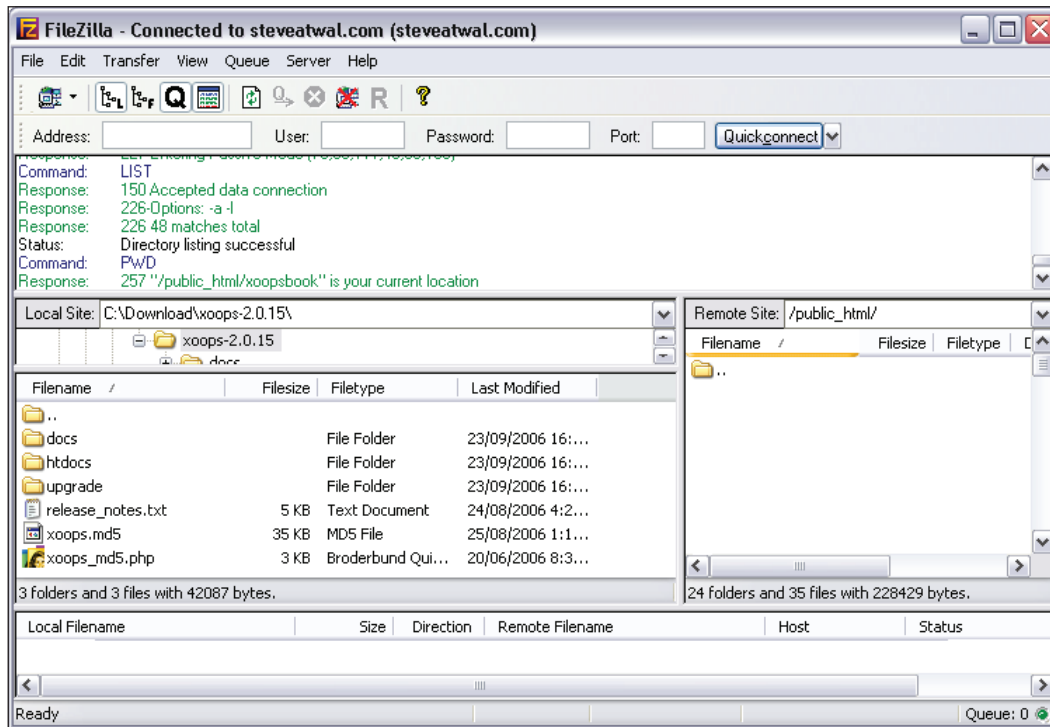 FileZilla - Connected to steveatwal.com (steveatwal.com)
File Edit Transfer View Queue Server Help
Address: User: Password: Port: Quickconnect
Command: LIST
Response: 150 Accepted data connection
Response: 226-Options: -a -l
Response: 226 48 matches total
Status: Directory listing successful
Command: PWD
Response: 257 "/public_html/xoopsbook" is your current location
Local Site: C:\Download\xoops-2.0.15\
xoops-2.0.15
docs
Filename / Filesize Filetype Last Modified
..
docs File Folder 23/09/2006 16:...
htdocs File Folder 23/09/2006 16:...
upgrade File Folder 23/09/2006 16:...
release_notes.txt 5 KB Text Document 24/08/2006 4:2...
xoops.md5 35 KB MD5 File 25/08/2006 1:1...
xoops_md5.php 3 KB Broderbund Qui... 20/06/2006 8:3...
3 folders and 3 files with 42087 bytes.
Remote Site: /public_html/
Filename / Filesize Filetype
..
24 folders and 35 files with 228429 bytes.
Local Filename Size Direction Remote Filename Host Status
Ready Queue: 0